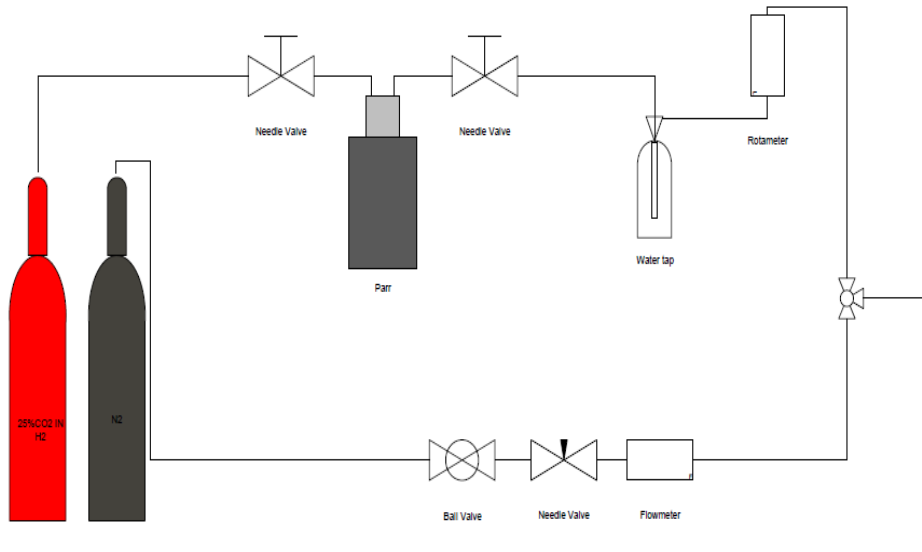 Needle Valve
Needle Valve
Rotameter
Water tap
Parr
25%CO2 IN
H2
N2
Ball Valve
Needle Valve
Flowmeter